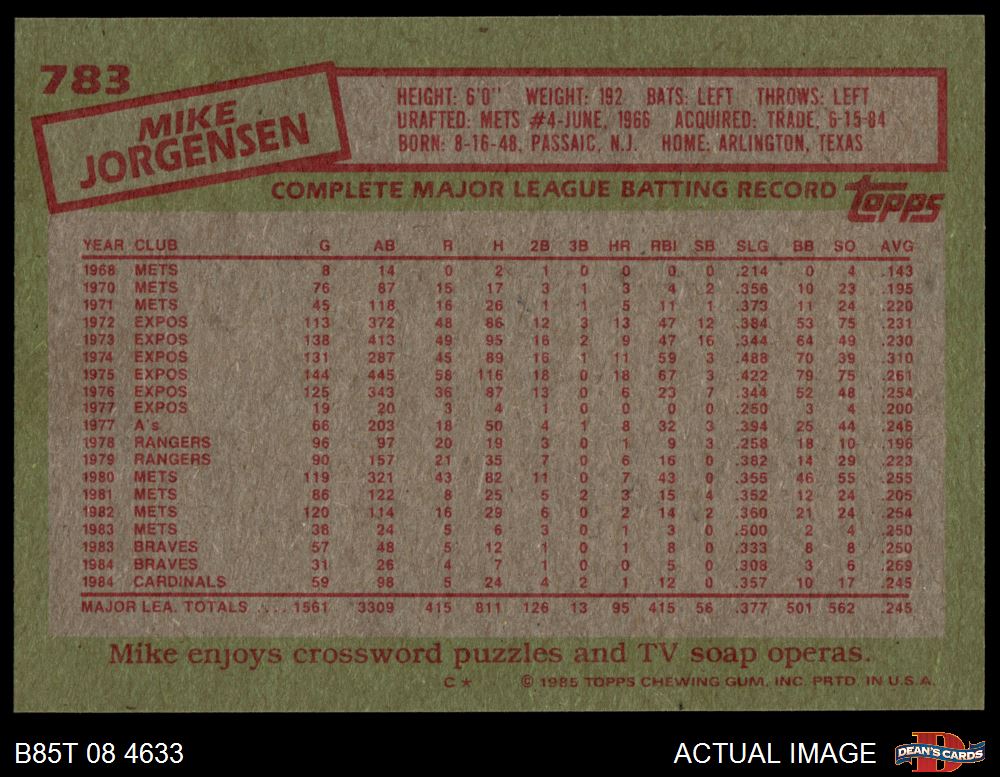 783
MIKE
JORGENSEN
HEIGHT: 6'0" WEIGHT: 192 BATS: LEFT THROWS: LEFT
DRAFTED: METS #4-JUNE, 1966 ACQUIRED: TRADE, 6-15-84
BORN: 8-16-48, PASSAIC, N.J. HOME: ARLINGTON, TEXAS
COMPLETE MAJOR LEAGUE BATTING RECORD topps
YEAR CLUB G AB R H 2B 3B HR RBI SB SLG BB SO AVG
1968 METS 8 14 0 2 1 0 0 0 0 .214 0 4 .143
1970 METS 76 87 15 17 3 1 3 4 2 .356 10 23 .195
1971 METS 45 118 16 26 1 1 5 11 1 .373 11 24 .220
1972 EXPOS 113 372 48 86 12 3 13 47 12 .384 53 75 .231
1973 EXPOS 138 413 49 95 16 2 9 47 16 .344 64 49 .230
1974 EXPOS 131 287 45 89 16 1 11 59 3 .488 70 39 .310
1975 EXPOS 144 445 58 116 18 0 18 67 3 .422 79 75 .261
1976 EXPOS 125 343 36 87 13 0 6 23 7 .344 52 48 .254
1977 EXPOS 19 20 3 4 1 0 0 0 0 .250 3 4 .200
1977 A's 66 203 18 50 4 1 8 32 3 .394 25 44 .246
1978 RANGERS 96 97 20 19 3 0 1 9 3 .258 18 10 .196
1979 RANGERS 90 157 21 35 7 0 6 16 0 .382 14 29 .223
1980 METS 119 321 43 82 11 0 7 43 0 .355 46 55 .255
1981 METS 86 122 8 25 5 2 3 15 4 .352 12 24 .205
1982 METS 120 114 16 29 6 0 2 14 2 .360 21 24 .254
1983 METS 38 24 5 6 3 0 1 3 0 .500 2 4 .250
1983 BRAVES 57 48 5 12 1 0 1 8 0 .333 8 8 .250
1984 BRAVES 31 26 4 7 1 0 0 5 0 .308 3 6 .269
1984 CARDINALS 59 98 5 24 4 2 1 12 0 .357 10 17 .245
MAJOR LEA. TOTALS .... 1561 3309 415 811 126 13 95 415 56 .377 501 562 .245
Mike enjoys crossword puzzles and TV soap operas.
C * © 1985 TOPPS CHEWING GUM, INC. PRTD. IN U.S.A.
B85T 08 4633 ACTUAL IMAGE D DEAN'S CARDS